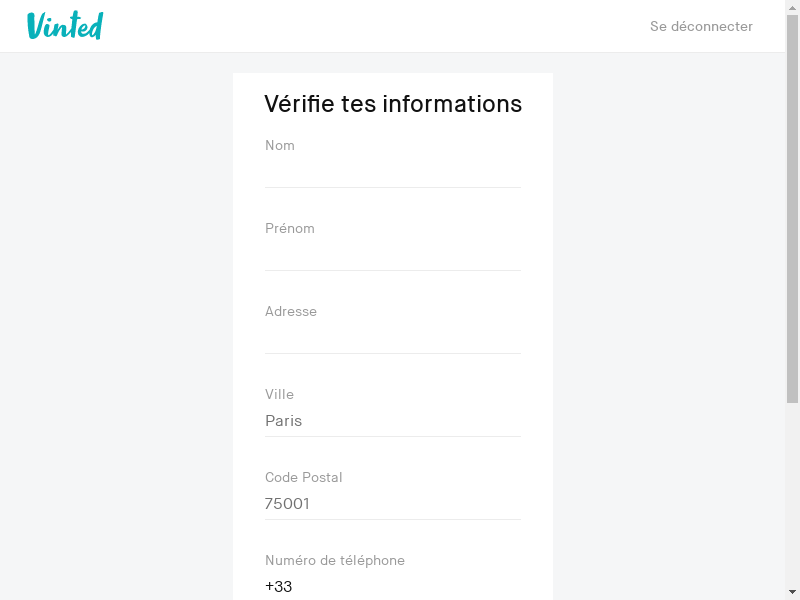 Vinted
Se déconnecter
Vérifie tes informations
Nom
Prénom
Adresse
Ville
Paris
Code Postal
75001
Numéro de téléphone
+33